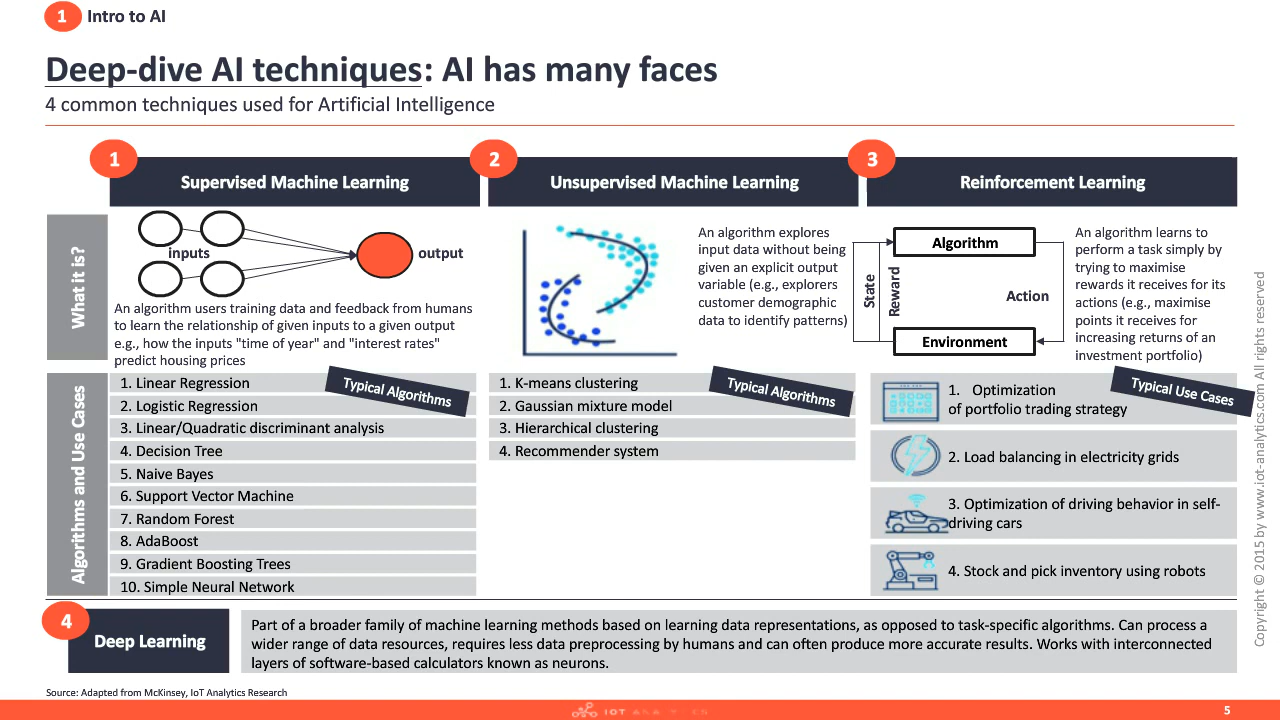 1 Intro to AI
Deep-dive AI techniques: AI has many faces
4 common techniques used for Artificial Intelligence
1
Supervised Machine Learning
2
Unsupervised Machine Learning
3
Reinforcement Learning
What it is?
inputs
output
An algorithm users training data and feedback from humans
to learn the relationship of given inputs to a given output
e.g., how the inputs "time of year" and "interest rates"
predict housing prices
An algorithm explores
input data without being
given an explicit output
variable (e.g., explorers
customer demographic
data to identify patterns)
Algorithm
State
Reward
Action
Environment
An algorithm learns to
perform a task simply by
trying to maximise
rewards it receives for its
actions (e.g., maximise
points it receives for
increasing returns of an
investment portfolio)
Algorithms and Use Cases
Typical Algorithms
1. Linear Regression
2. Logistic Regression
3. Linear/Quadratic discriminant analysis
4. Decision Tree
5. Naive Bayes
6. Support Vector Machine
7. Random Forest
8. AdaBoost
9. Gradient Boosting Trees
10. Simple Neural Network
Typical Algorithms
1. K-means clustering
2. Gaussian mixture model
3. Hierarchical clustering
4. Recommender system
Typical Use Cases
1. Optimization
of portfolio trading strategy
2. Load balancing in electricity grids
3. Optimization of driving behavior in self-
driving cars
4. Stock and pick inventory using robots
4
Deep Learning
Part of a broader family of machine learning methods based on learning data representations, as opposed to task-specific algorithms. Can process a
wider range of data resources, requires less data preprocessing by humans and can often produce more accurate results. Works with interconnected
layers of software-based calculators known as neurons.
Copyright © 2015 by www.iot-analytics.com All rights reserved
Source: Adapted from McKinsey, IoT Analytics Research
IOT
5